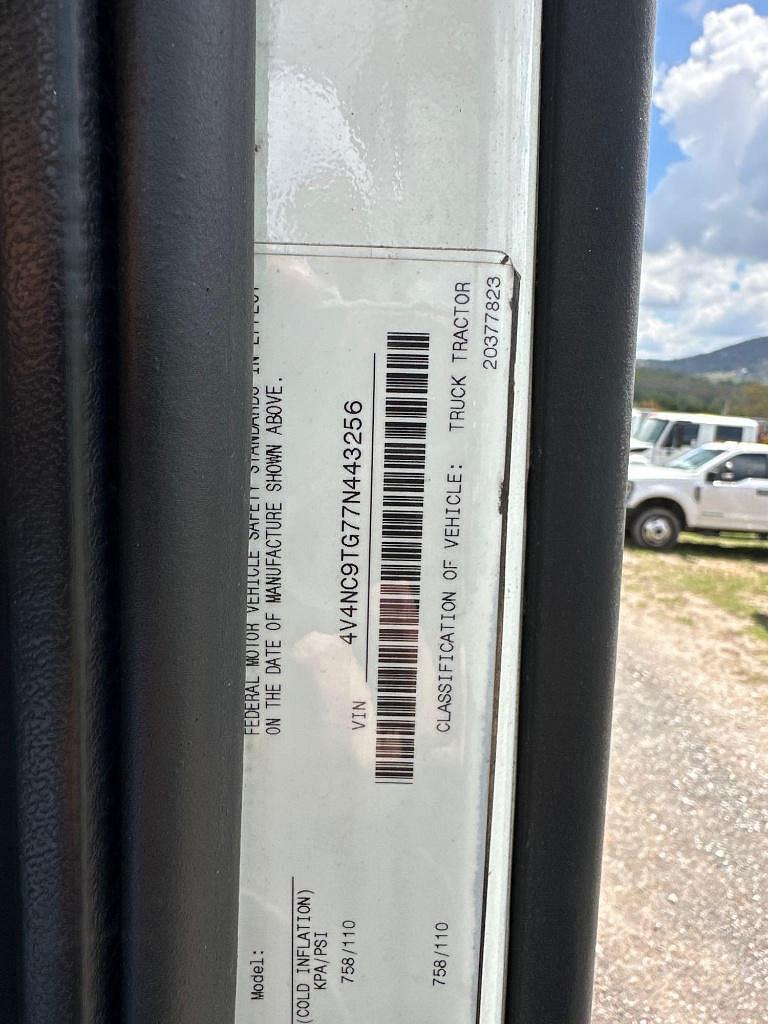 FEDERAL MOTOR VEHICLE SAFETY STANDARDS IN EFFECT
ON THE DATE OF MANUFACTURE SHOWN ABOVE.
VIN 4V4NC9TG77N443256
CLASSIFICATION OF VEHICLE: TRUCK TRACTOR
20377823
Model:
(COLD INFLATION)
KPA/PSI
758/110
758/110